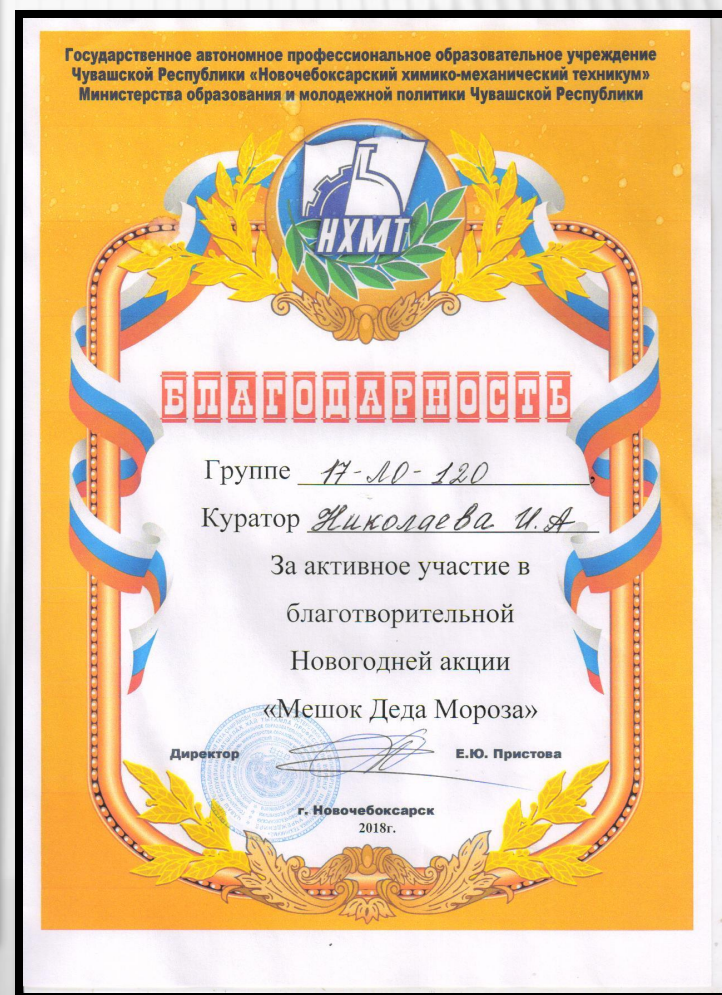 Государственное автономное профессиональное образовательное учреждение
Чувашской Республики «Новочебоксарский химико-механический техникум»
Министерства образования и молодежной политики Чувашской Республики
НХМТ
БЛАГОДАРНОСТЬ
Группе 17-ЛО-120,
Куратор Николаева И.А
За активное участие в
благотворительной
Новогодней акции
«Мешок Деда Мороза»
Директор Е.Ю. Пристова
г. Новочебоксарск
2018г.